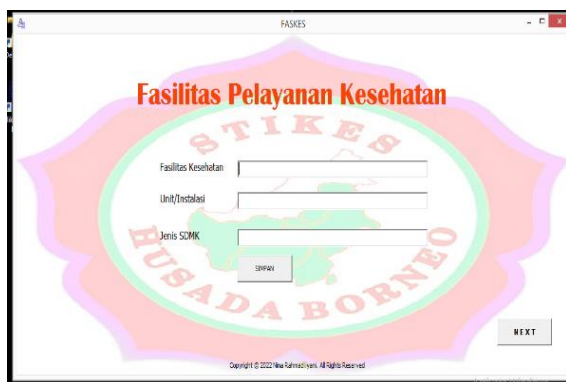 FASKES
Fasilitas Pelayanan Kesehatan
STIKES
Fasilitas Kesehatan
Unit/Instalasi
Jenis SDMK
SIMPAN
HUSADA BORNEO
NEXT
Copyright @ 2022 Nina Rahmadiliyani. All Rights Reserved